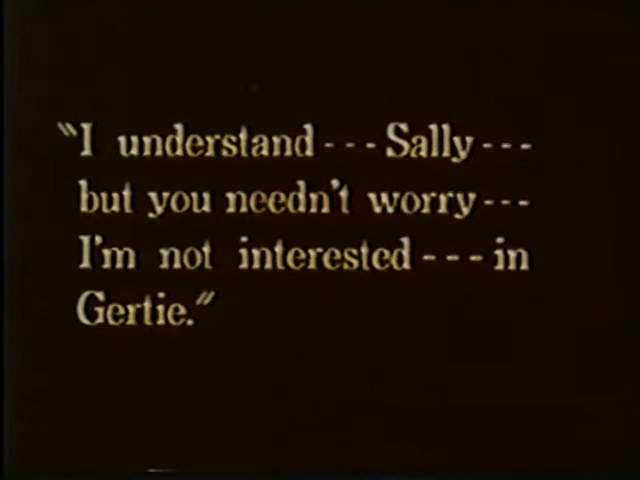 "I understand - - - Sally - - -
but you needn't worry - - -
I'm not interested - - - in
Gertie."